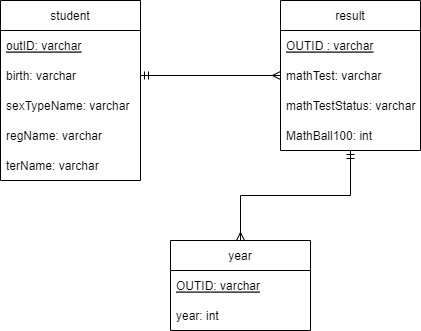 student
outID: varchar
birth: varchar
sexTypeName: varchar
regName: varchar
terName: varchar
result
OUTID : varchar
mathTest: varchar
mathTestStatus: varchar
MathBall100: int
year
OUTID: varchar
year: int